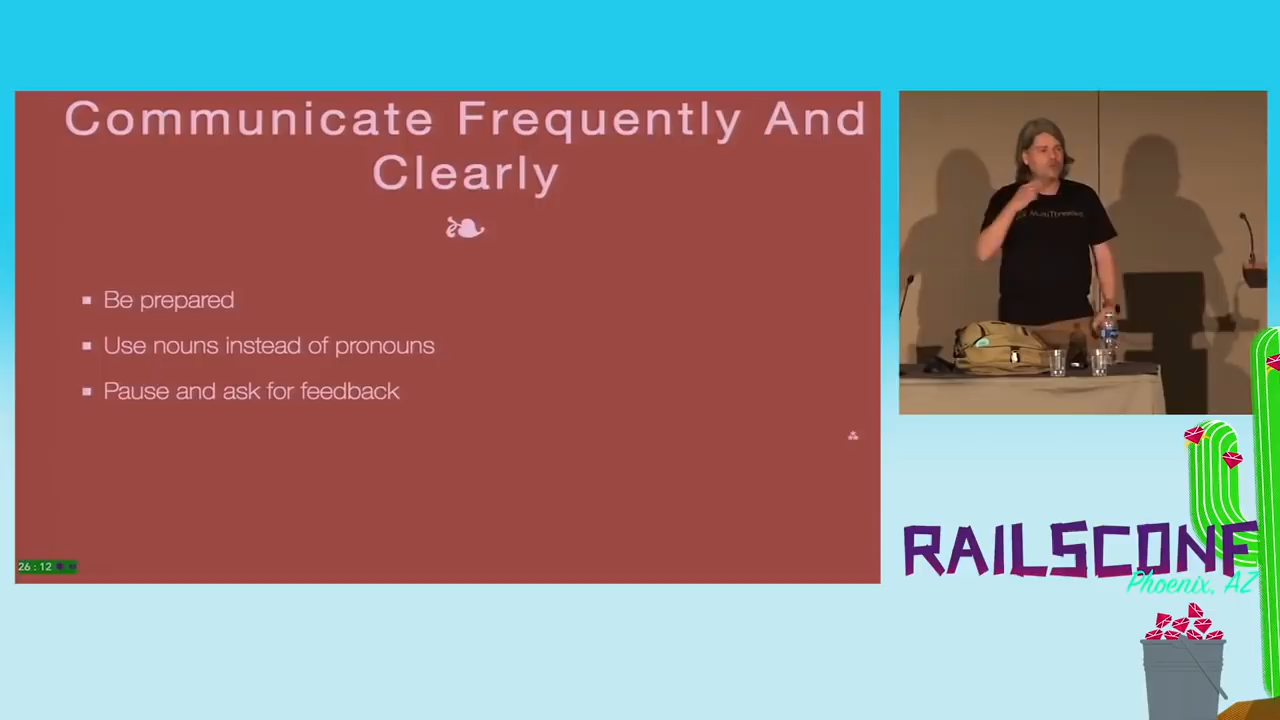 Communicate Frequently And
Clearly
Be prepared
Use nouns instead of pronouns
Pause and ask for feedback
26:12
MultiThreaded
RAILSCONF
Phoenix, AZ